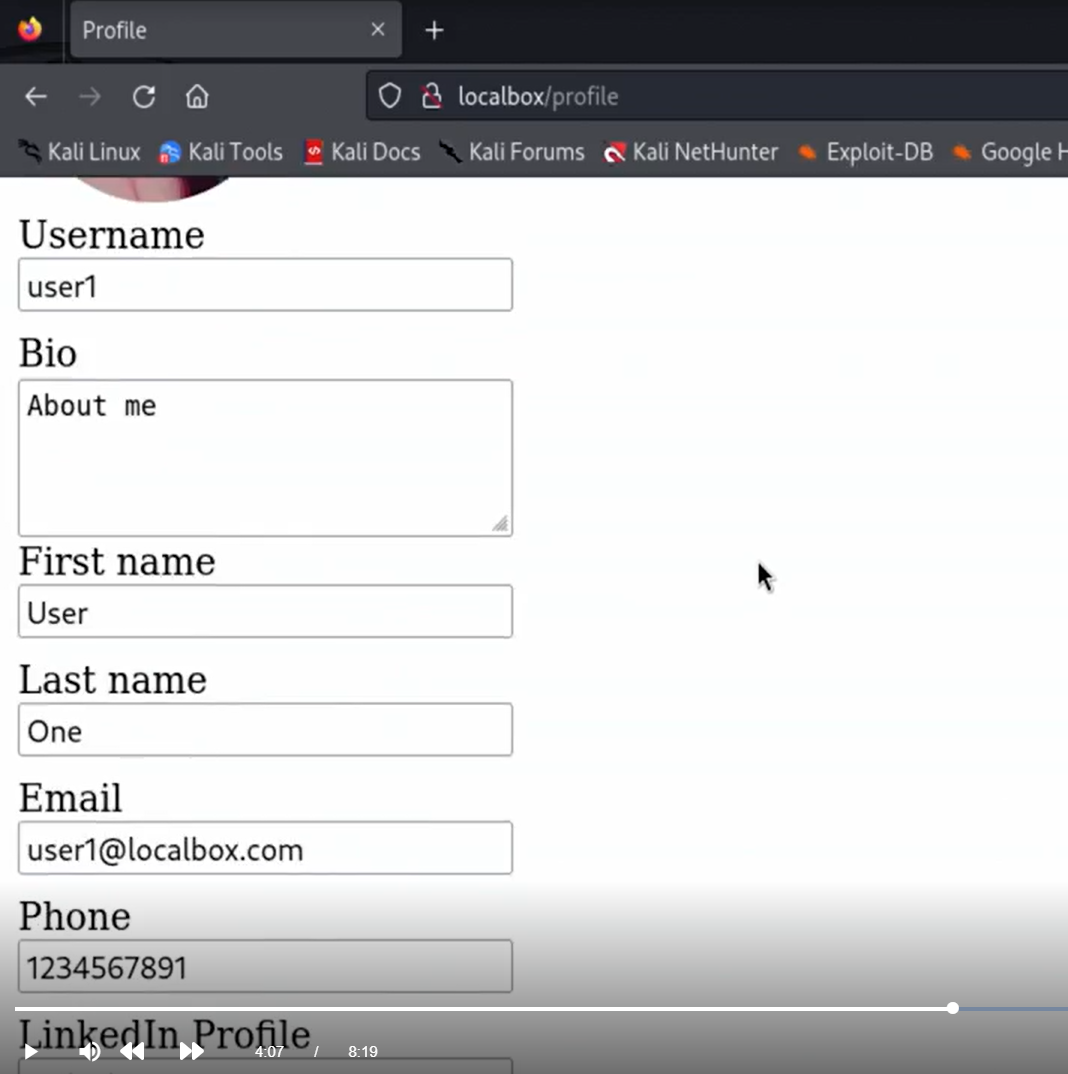 Profile
localbox/profile
Kali Linux Kali Tools Kali Docs Kali Forums Kali NetHunter Exploit-DB Google H
Username
user1
Bio
About me
First name
User
Last name
One
Email
user1@localbox.com
Phone
1234567891
LinkedIn Profile
4:07 / 8:19